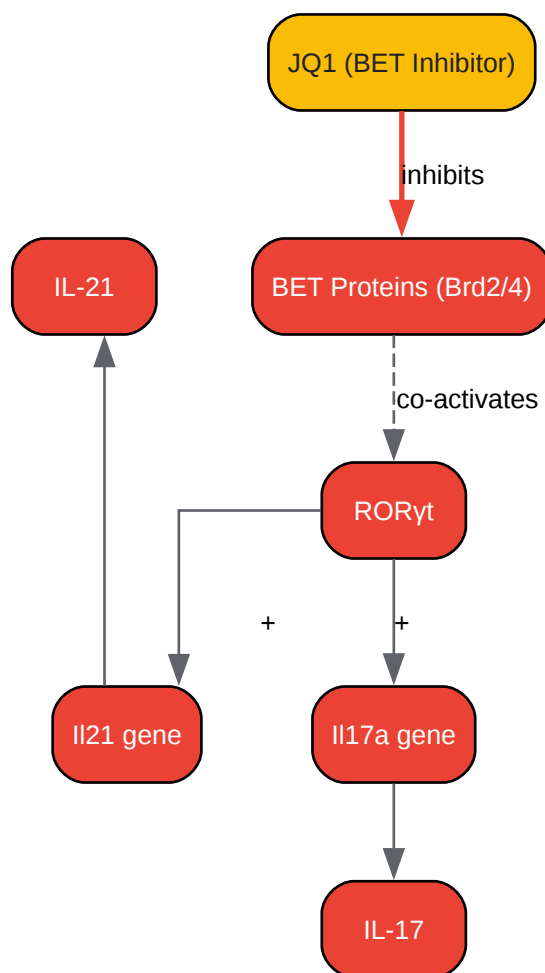 JQ1 (BET Inhibitor)
inhibits
IL-21
BET Proteins (Brd2/4)
co-activates
RORγt
+
+
Il21 gene
Il17a gene
IL-17